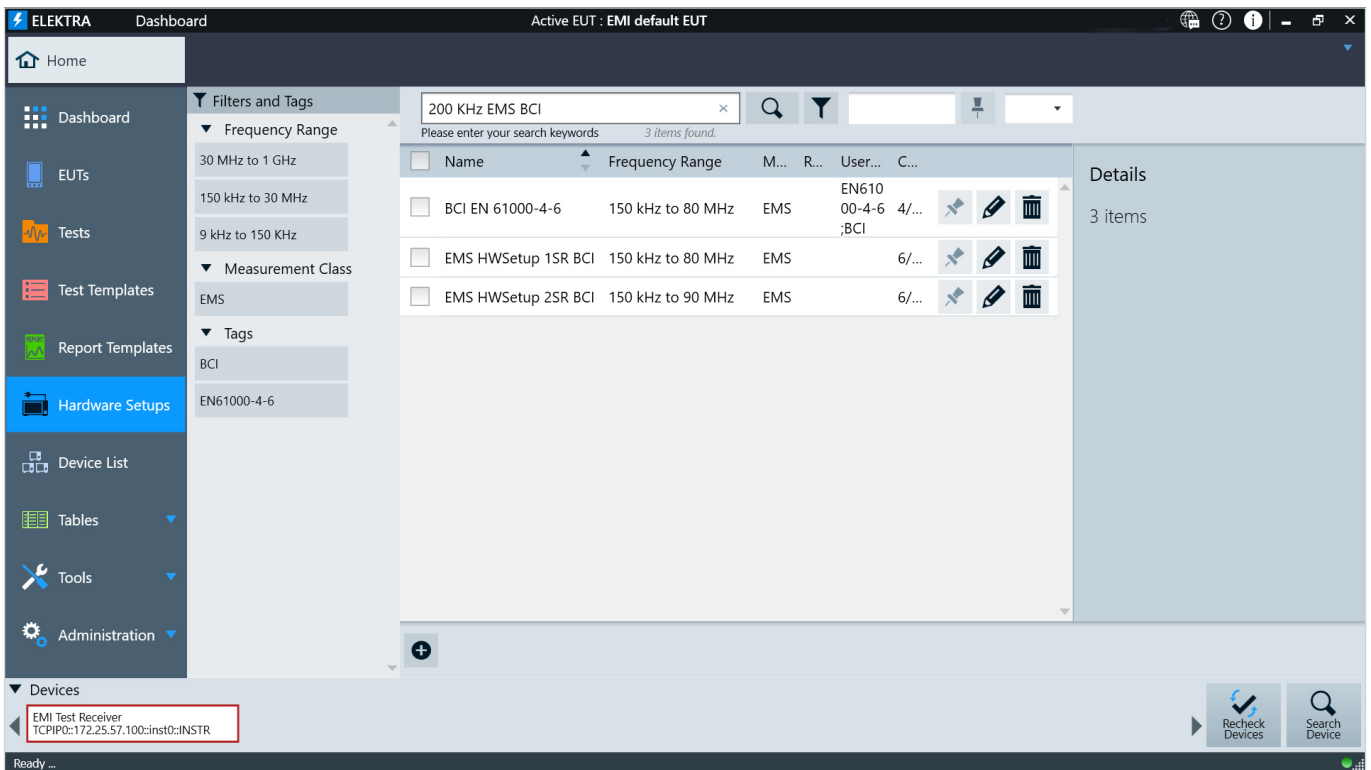 ELEKTRA Dashboard Active EUT : EMI default EUT
Home
Dashboard
EUTs
Tests
Test Templates
REPORT
Report Templates
Hardware Setups
Device List
Tables
Tools
Administration
Filters and Tags
Frequency Range
30 MHz to 1 GHz
150 kHz to 30 MHz
9 kHz to 150 KHz
Measurement Class
EMS
Tags
BCI
EN61000-4-6
200 KHz EMS BCI
Please enter your search keywords 3 items found.
Name Frequency Range M... R... User... C...
BCI EN 61000-4-6 150 kHz to 80 MHz EMS EN610
00-4-6 4/...
;BCI
EMS HWSetup 1SR BCI 150 kHz to 80 MHz EMS 6/...
EMS HWSetup 2SR BCI 150 kHz to 90 MHz EMS 6/...
Details
3 items
Devices
EMI Test Receiver
TCPIP0::172.25.57.100::inst0::INSTR
Recheck
Devices
Search
Device
Ready ...